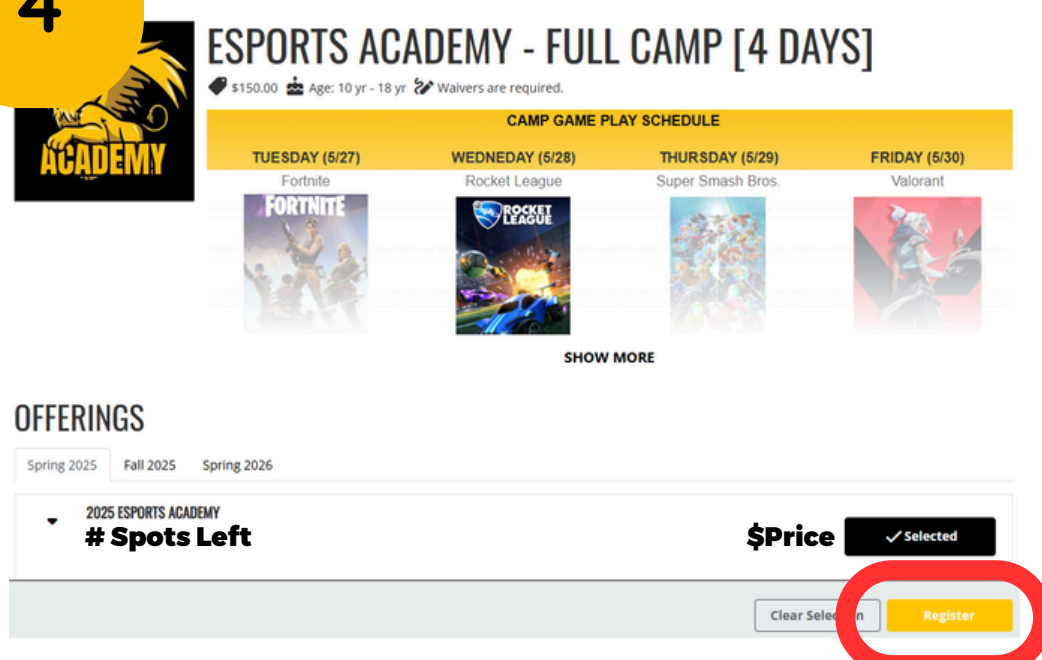 4
ESPORTS ACADEMY - FULL CAMP [4 DAYS]
$150.00 Age: 10 yr - 18 yr Waivers are required.
ACADEMY
CAMP GAME PLAY SCHEDULE
TUESDAY (5/27) WEDNEDAY (5/28) THURSDAY (5/29) FRIDAY (5/30)
Fortnite Rocket League Super Smash Bros. Valorant
FORTNITE
ROCKET
LEAGUE
SHOW MORE
OFFERINGS
Spring 2025 Fall 2025 Spring 2026
2025 ESPORTS ACADEMY
# Spots Left $Price Selected
Clear Selec n Register